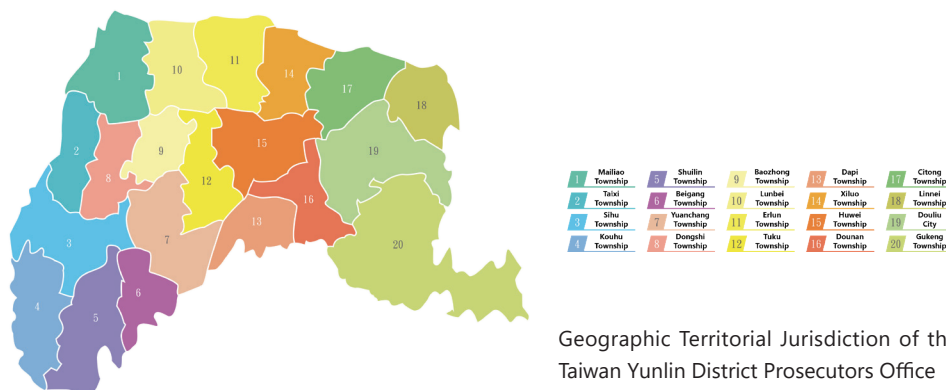 1
10
11
14
17
18
2
8
9
12
15
19
16
3
7
13
20
4
5
6
1 Mailiao Township
2 Taixi Township
3 Sihu Township
4 Kouhu Township
5 Shuilin Township
6 Beigang Township
7 Yuanchang Township
8 Dongshi Township
9 Baozhong Township
10 Lunbei Township
11 Erlun Township
12 Tuku Township
13 Dapi Township
14 Xiluo Township
15 Huwei Township
16 Dounan Township
17 Citong Township
18 Linnei Township
19 Douliu City
20 Gukeng Township
Geographic Territorial Jurisdiction of th
Taiwan Yunlin District Prosecutors Office